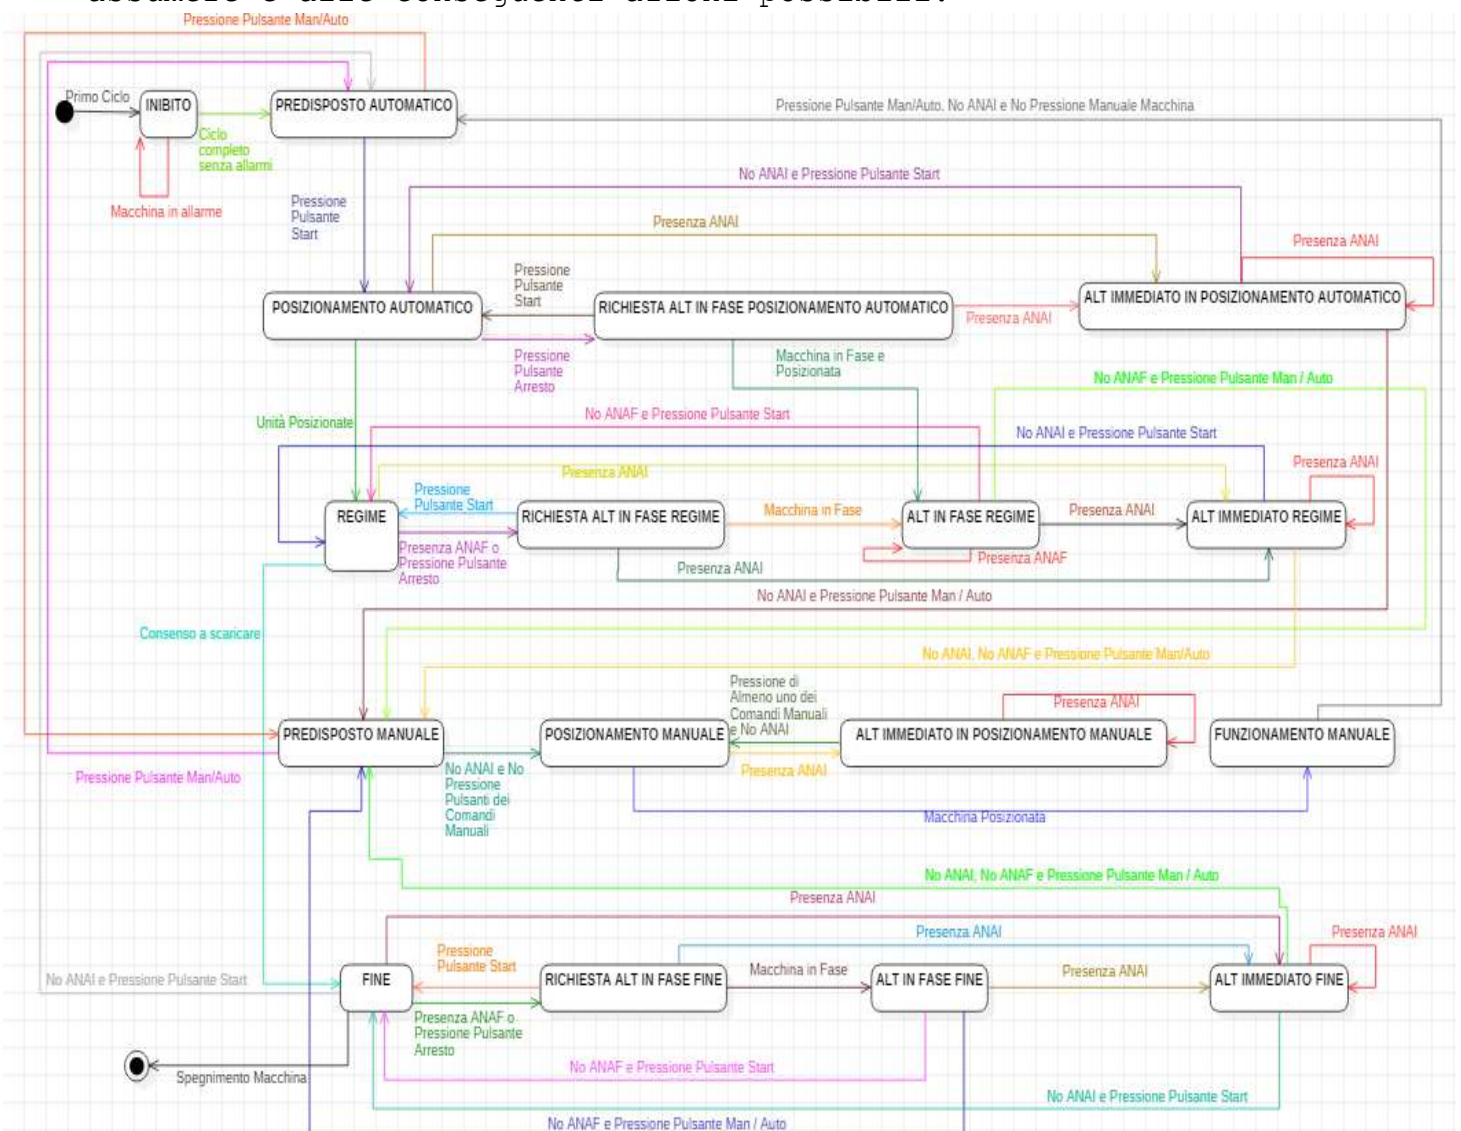 assumere e alle conseguenti azioni possibili.
Pressione Pulsante Man/Auto
Primo Ciclo
INIBITO
PREDISPOSTO AUTOMATICO
Pressione Pulsante Man/Auto, No ANAI e No Pressione Manuale Macchina
Ciclo
completo
senza allarmi
Macchina in allarme
No ANAI e Pressione Pulsante Start
Pressione
Pulsante
Start
Presenza ANAI
Presenza ANAI
Pressione
Pulsante
Start
POSIZIONAMENTO AUTOMATICO
RICHIESTA ALT IN FASE POSIZIONAMENTO AUTOMATICO
ALT IMMEDIATO IN POSIZIONAMENTO AUTOMATICO
Presenza ANAI
Pressione
Pulsante
Arresto
Macchina in Fase e
Posizionata
No ANAF e Pressione Pulsante Man / Auto
Unità Posizionate
No ANAF e Pressione Pulsante Start
No ANAI e Pressione Pulsante Start
Presenza ANAI
Presenza ANAI
Pressione
Pulsante Start
REGIME
RICHIESTA ALT IN FASE REGIME
Macchina in Fase
ALT IN FASE REGIME
Presenza ANAI
ALT IMMEDIATO REGIME
Presenza ANAF o
Pressione Pulsante
Arresto
Presenza ANAF
Presenza ANAI
No ANAI e Pressione Pulsante Man / Auto
Consenso a scaricare
No ANAI, No ANAF e Pressione Pulsante Man/Auto
Pressione di
Almeno uno dei
Comandi Manuali
e No ANAI
Presenza ANAI
PREDISPOSTO MANUALE
POSIZIONAMENTO MANUALE
ALT IMMEDIATO IN POSIZIONAMENTO MANUALE
FUNZIONAMENTO MANUALE
Pressione Pulsante Man/Auto
No ANAI e No
Pressione
Pulsanti dei
Comandi
Manuali
Presenza ANAI
Macchina Posizionata
No ANAI, No ANAF e Pressione Pulsante Man / Auto
Presenza ANAI
Presenza ANAI
Presenza ANAI
Pressione
Pulsante Start
No ANAI e Pressione Pulsante Start
FINE
RICHIESTA ALT IN FASE FINE
Macchina in Fase
ALT IN FASE FINE
Presenza ANAI
ALT IMMEDIATO FINE
Presenza ANAF o
Pressione Pulsante
Arresto
Spegnimento Macchina
No ANAF e Pressione Pulsante Start
No ANAI e Pressione Pulsante Start
No ANAF e Pressione Pulsante Man / Auto